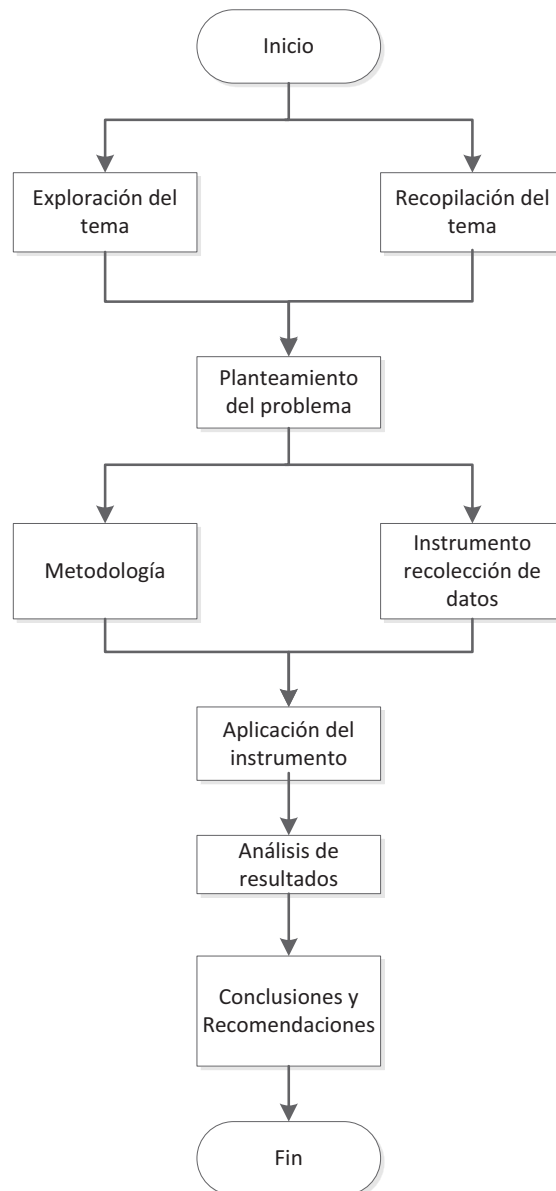 Inicio
Exploración del
tema
Recopilación del
tema
Planteamiento
del problema
Metodología
Instrumento
recolección de
datos
Aplicación del
instrumento
Análisis de
resultados
Conclusiones y
Recomendaciones
Fin